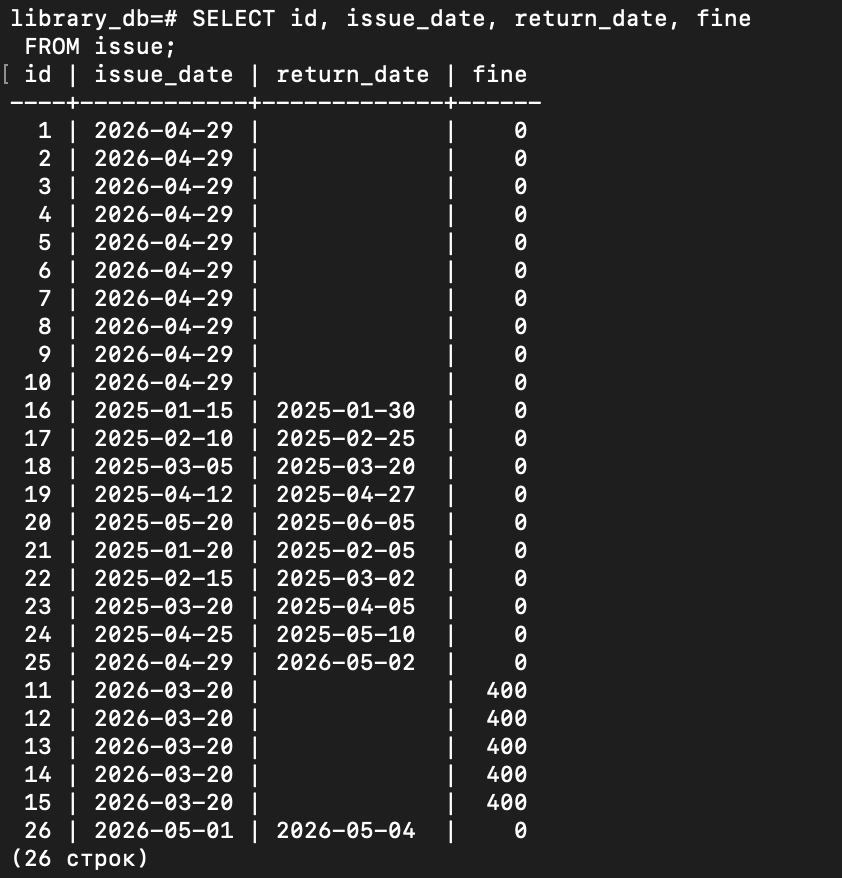 library_db=# SELECT id, issue_date, return_date, fine
 FROM issue;
[ id | issue_date | return_date | fine
----+------------+-------------+------
  1 | 2026-04-29 |             |    0
  2 | 2026-04-29 |             |    0
  3 | 2026-04-29 |             |    0
  4 | 2026-04-29 |             |    0
  5 | 2026-04-29 |             |    0
  6 | 2026-04-29 |             |    0
  7 | 2026-04-29 |             |    0
  8 | 2026-04-29 |             |    0
  9 | 2026-04-29 |             |    0
 10 | 2026-04-29 |             |    0
 16 | 2025-01-15 | 2025-01-30  |    0
 17 | 2025-02-10 | 2025-02-25  |    0
 18 | 2025-03-05 | 2025-03-20  |    0
 19 | 2025-04-12 | 2025-04-27  |    0
 20 | 2025-05-20 | 2025-06-05  |    0
 21 | 2025-01-20 | 2025-02-05  |    0
 22 | 2025-02-15 | 2025-03-02  |    0
 23 | 2025-03-20 | 2025-04-05  |    0
 24 | 2025-04-25 | 2025-05-10  |    0
 25 | 2026-04-29 | 2026-05-02  |    0
 11 | 2026-03-20 |             |  400
 12 | 2026-03-20 |             |  400
 13 | 2026-03-20 |             |  400
 14 | 2026-03-20 |             |  400
 15 | 2026-03-20 |             |  400
 26 | 2026-05-01 | 2026-05-04  |    0
(26 строк)